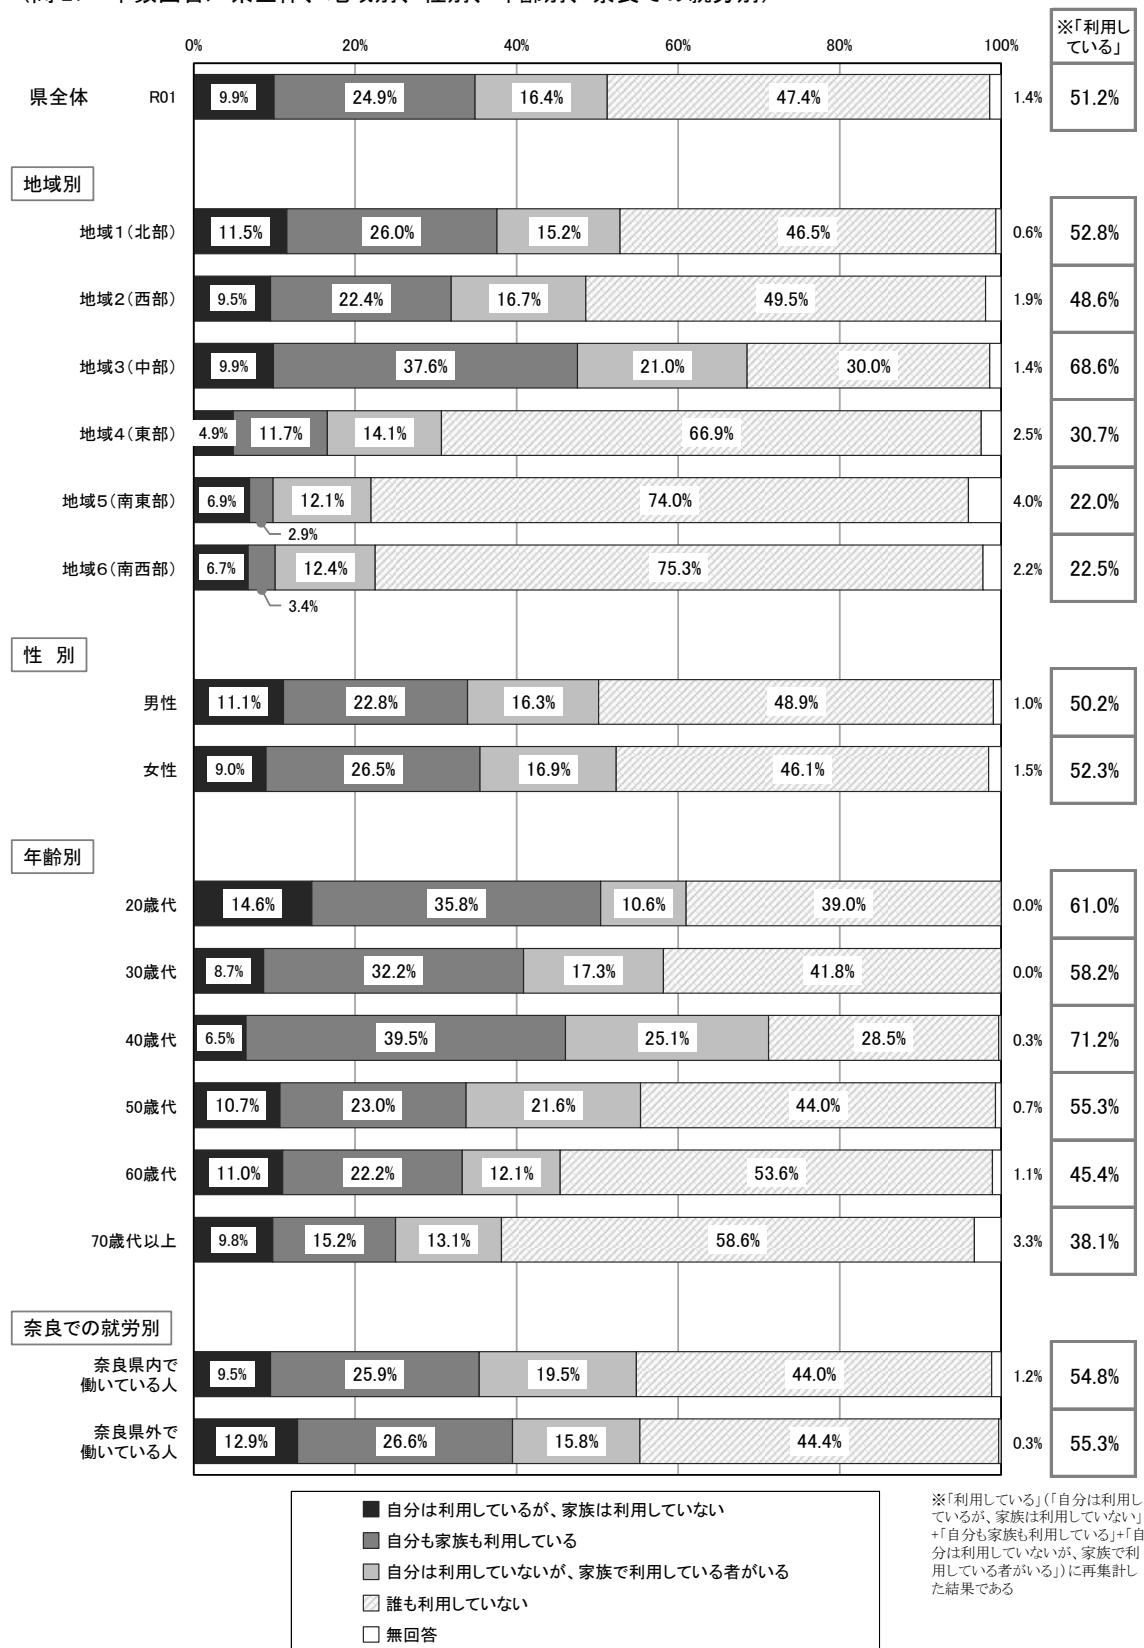 0% 20% 40% 60% 80% 100% ※「利用し
ている」
県全体 R01 9.9% 24.9% 16.4% 47.4% 1.4% 51.2%
地域別
地域1(北部) 11.5% 26.0% 15.2% 46.5% 0.6% 52.8%
地域2(西部) 9.5% 22.4% 16.7% 49.5% 1.9% 48.6%
地域3(中部) 9.9% 37.6% 21.0% 30.0% 1.4% 68.6%
地域4(東部) 4.9% 11.7% 14.1% 66.9% 2.5% 30.7%
地域5(南東部) 6.9% 12.1% 74.0% 4.0% 22.0%
2.9%
地域6(南西部) 6.7% 12.4% 75.3% 2.2% 22.5%
3.4%
性 別
男性 11.1% 22.8% 16.3% 48.9% 1.0% 50.2%
女性 9.0% 26.5% 16.9% 46.1% 1.5% 52.3%
年齢別
20歳代 14.6% 35.8% 10.6% 39.0% 0.0% 61.0%
30歳代 8.7% 32.2% 17.3% 41.8% 0.0% 58.2%
40歳代 6.5% 39.5% 25.1% 28.5% 0.3% 71.2%
50歳代 10.7% 23.0% 21.6% 44.0% 0.7% 55.3%
60歳代 11.0% 22.2% 12.1% 53.6% 1.1% 45.4%
70歳代以上 9.8% 15.2% 13.1% 58.6% 3.3% 38.1%
奈良での就労別
奈良県内で
働いている人 9.5% 25.9% 19.5% 44.0% 1.2% 54.8%
奈良県外で
働いている人 12.9% 26.6% 15.8% 44.4% 0.3% 55.3%
自分は利用しているが、家族は利用していない
自分も家族も利用している
自分は利用していないが、家族で利用している者がいる
誰も利用していない
無回答
※「利用している」(「自分は利用し
ているが、家族は利用していない」
+「自分も家族も利用している」+「自
分は利用していないが、家族で利
用している者がいる」)に再集計し
た結果である